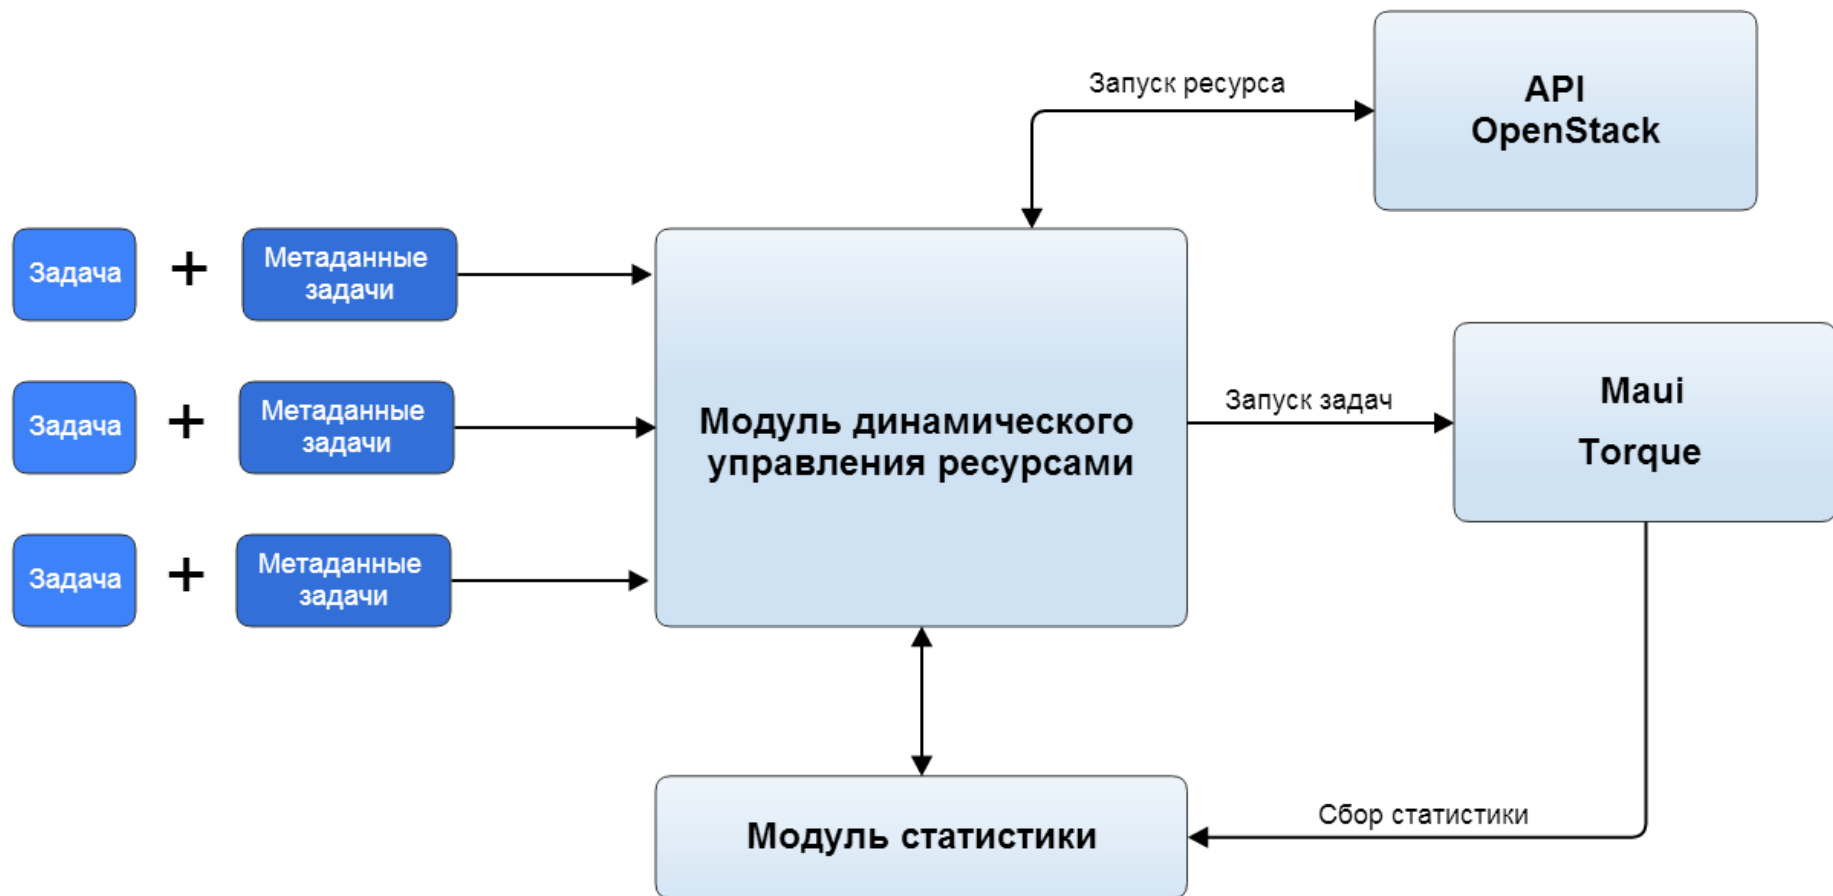 Запуск ресурса
API
OpenStack
Задача
+
Метаданные
задачи
Задача
+
Метаданные
задачи
Задача
+
Метаданные
задачи
Модуль динамического
управления ресурсами
Запуск задач
Maui
Torque
Сбор статистики
Модуль статистики